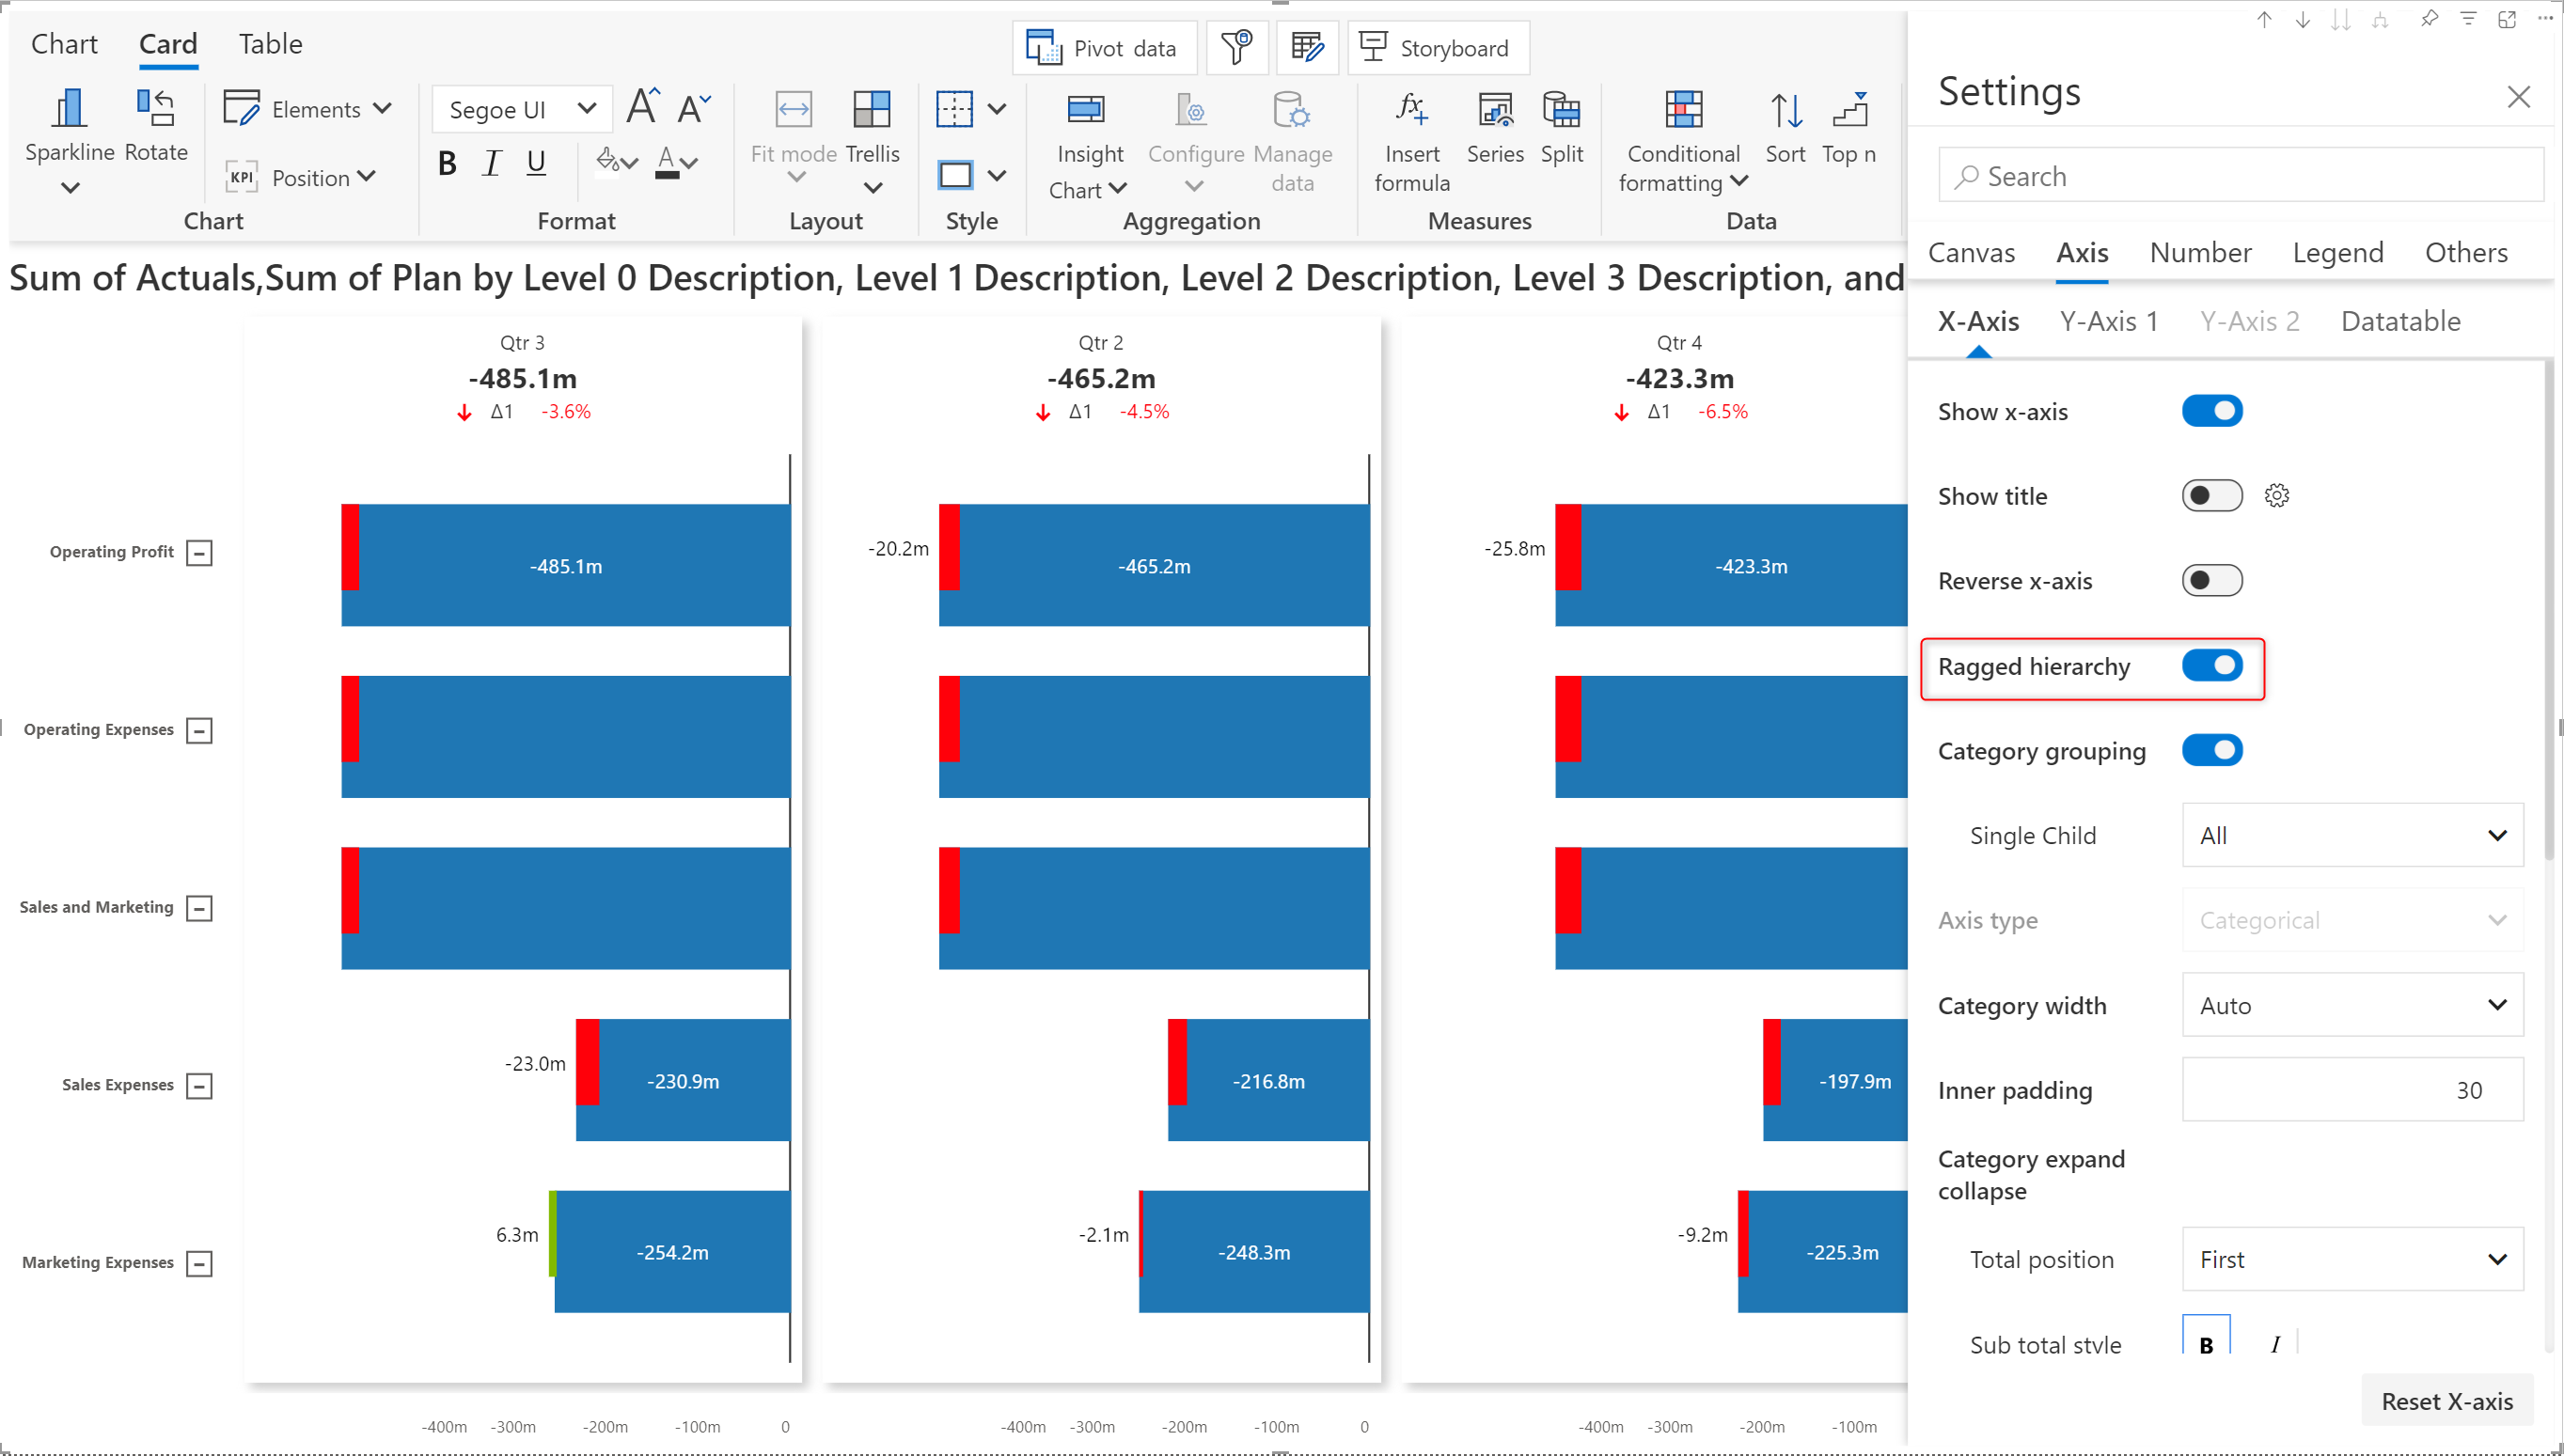 Chart Card Table
Pivot data Storyboard
Sparkline Rotate Elements
KPI Position
Chart
Segoe UI A A
B I U A
Format
Fit mode Trellis
Layout
Style
Insight Chart Configure Manage data
Aggregation
fx Insert formula Series Split
Measures
Conditional formatting Sort Top n
Data
Sum of Actuals,Sum of Plan by Level 0 Description, Level 1 Description, Level 2 Description, Level 3 Description, and
Qtr 3
-485.1m
Δ1 -3.6%
Qtr 2
-465.2m
Δ1 -4.5%
Qtr 4
-423.3m
Δ1 -6.5%
Operating Profit
-485.1m
-20.2m
-465.2m
-25.8m
-423.3m
Operating Expenses
Sales and Marketing
Sales Expenses
-23.0m
-230.9m
-216.8m
-197.9m
Marketing Expenses
6.3m
-254.2m
-2.1m
-248.3m
-9.2m
-225.3m
-400m -300m -200m -100m 0
-400m -300m -200m -100m 0
-400m -300m -200m -100m
Settings
Search
Canvas Axis Number Legend Others
X-Axis Y-Axis 1 Y-Axis 2 Datatable
Show x-axis
Show title
Reverse x-axis
Ragged hierarchy
Category grouping
Single Child All
Axis type Categorical
Category width Auto
Inner padding 30
Category expand
collapse
Total position First
Sub total style B I
Reset X-axis